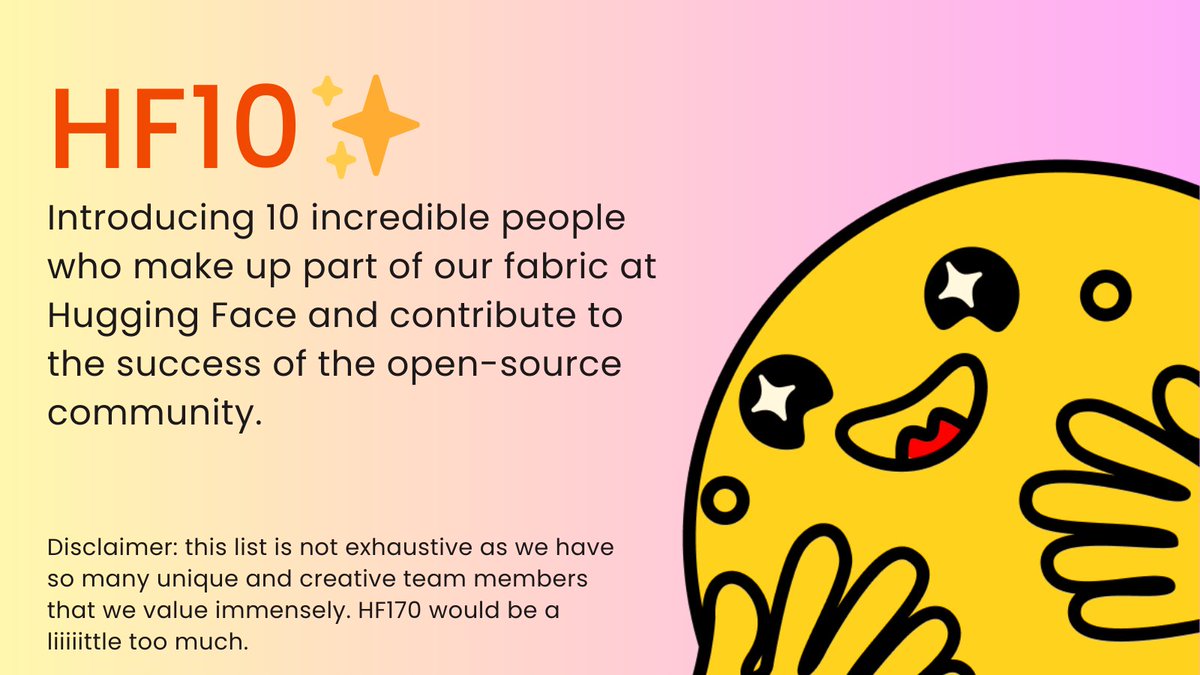 HF10
Introducing 10 incredible people
who make up part of our fabric at
Hugging Face and contribute to
the success of the open-source
community.
Disclaimer: this list is not exhaustive as we have
so many unique and creative team members
that we value immensely. HF170 would be a
liiiiittle too much.